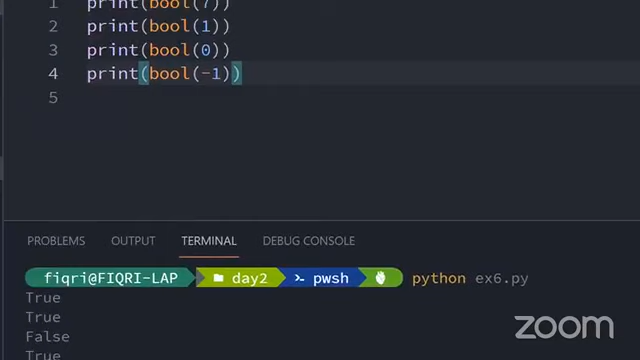 1 print(bool(7))
2 print(bool(1))
3 print(bool(0))
4 print(bool(-1))
5
PROBLEMS OUTPUT TERMINAL DEBUG CONSOLE
fiqri@FIQRI-LAP day2 pwsh python ex6.py
True
True
False
True
zoom